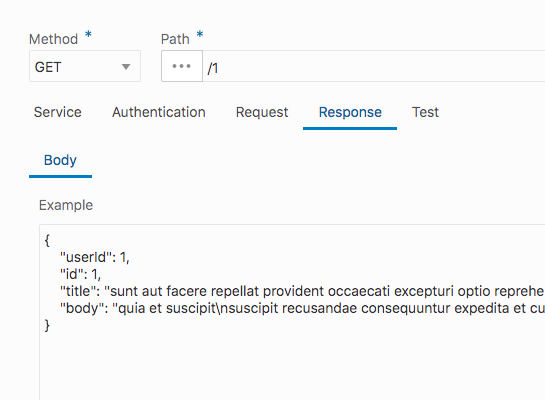 Method *
Path *
GET
••• /1
Service Authentication Request Response Test
Body
Example
{
"userId": 1,
"id": 1,
"title": "sunt aut facere repellat provident occaecati excepturi optio reprehe
"body": "quia et suscipit\nsuscipit recusandae consequuntur expedita et cu
}